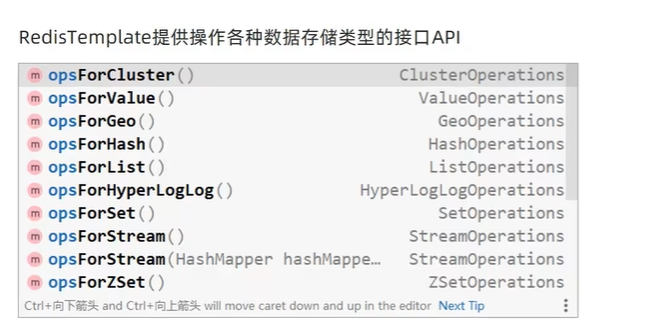 RedisTemplate提供操作各种数据存储类型的接口API
m opsForCluster() ClusterOperations
m opsForValue() ValueOperations
m opsForGeo() GeoOperations
m opsForHash() HashOperations
m opsForList() ListOperations
m opsForHyperLogLog() HyperLogLogOperations
m opsForSet() SetOperations
m opsForStream() StreamOperations
m opsForStream(HashMapper hashMappe… StreamOperations
m opsForZSet() ZSetOperations
Ctrl+向下箭头 and Ctrl+向上箭头 will move caret down and up in the editor Next Tip